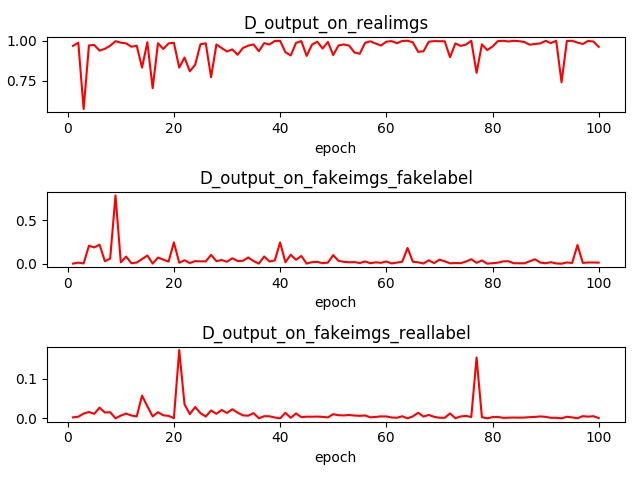 D_output_on_realimgs
1.00
0.75
0 20 40 60 80 100
epoch
D_output_on_fakeimgs_fakelabel
0.5
0.0
0 20 40 60 80 100
epoch
D_output_on_fakeimgs_reallabel
0.1
0.0
0 20 40 60 80 100
epoch